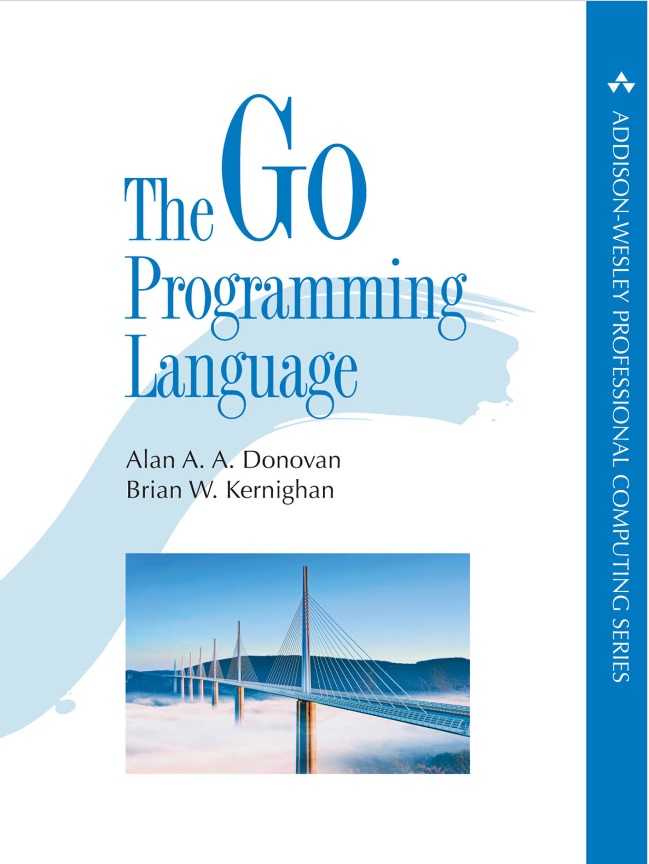 The Go
Programming
Language
Alan A. A. Donovan
Brian W. Kernighan
ADDISON-WESLEY PROFESSIONAL COMPUTING SERIES